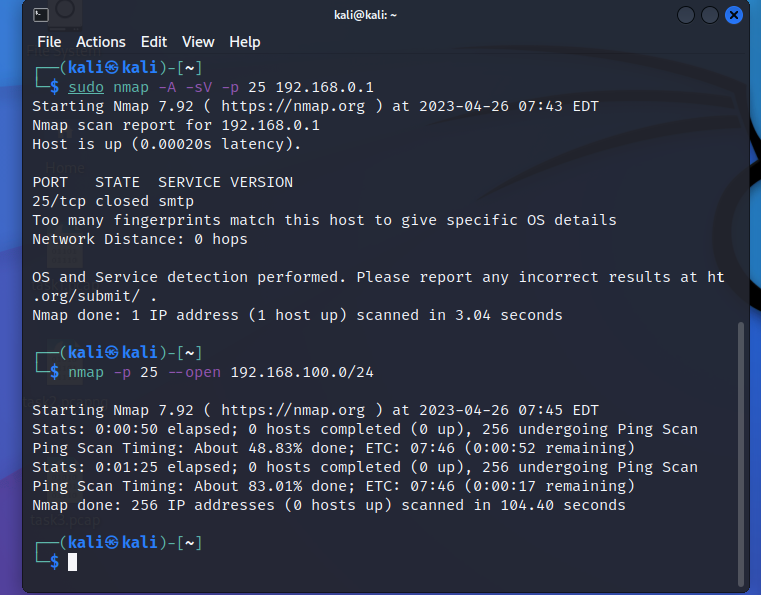 kali@kali: ~
File Actions Edit View Help
┌──(kali㉿kali)-[~]
└─$ sudo nmap -A -sV -p 25 192.168.0.1
Starting Nmap 7.92 ( https://nmap.org ) at 2023-04-26 07:43 EDT
Nmap scan report for 192.168.0.1
Host is up (0.00020s latency).
PORT   STATE  SERVICE VERSION
25/tcp closed smtp
Too many fingerprints match this host to give specific OS details
Network Distance: 0 hops
OS and Service detection performed. Please report any incorrect results at ht
.org/submit/ .
Nmap done: 1 IP address (1 host up) scanned in 3.04 seconds
┌──(kali㉿kali)-[~]
└─$ nmap -p 25 --open 192.168.100.0/24
Starting Nmap 7.92 ( https://nmap.org ) at 2023-04-26 07:45 EDT
Stats: 0:00:50 elapsed; 0 hosts completed (0 up), 256 undergoing Ping Scan
Ping Scan Timing: About 48.83% done; ETC: 07:46 (0:00:52 remaining)
Stats: 0:01:25 elapsed; 0 hosts completed (0 up), 256 undergoing Ping Scan
Ping Scan Timing: About 83.01% done; ETC: 07:46 (0:00:17 remaining)
Nmap done: 256 IP addresses (0 hosts up) scanned in 104.40 seconds
task3.pcap
┌──(kali㉿kali)-[~]
└─$